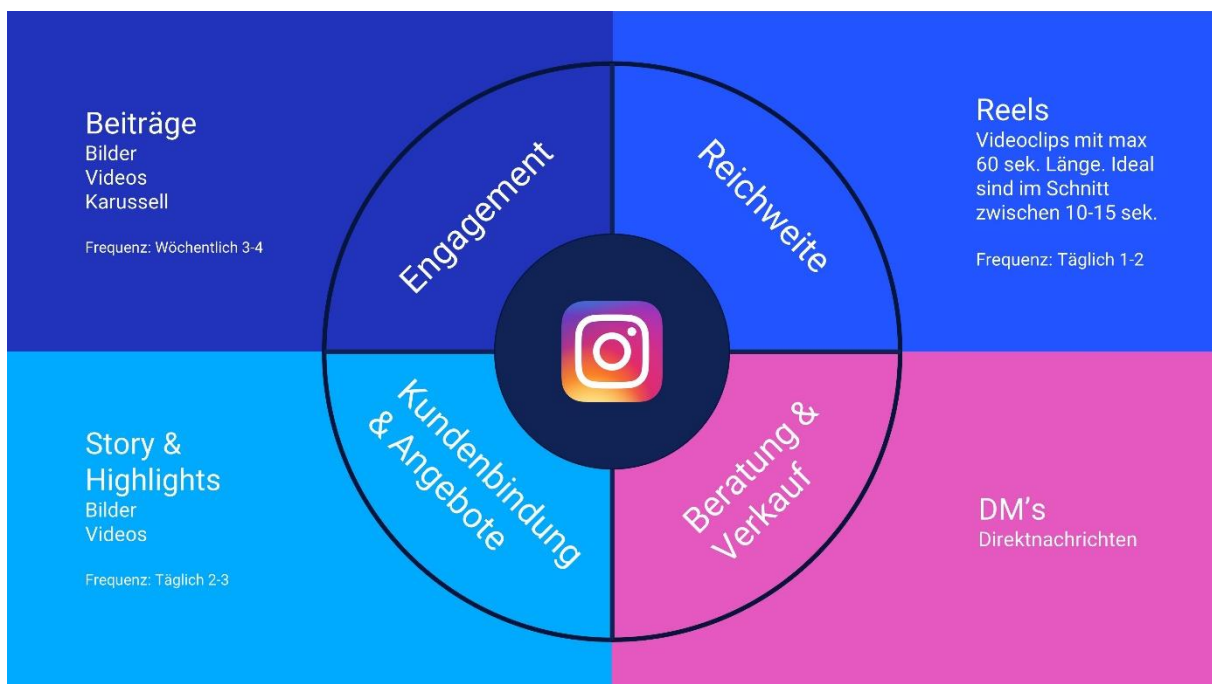 Beiträge
Bilder
Videos
Karussell
Frequenz: Wöchentlich 3-4
Engagement
Reichweite
Reels
Videoclips mit max
60 sek. Länge. Ideal
sind im Schnitt
zwischen 10-15 sek.
Frequenz: Täglich 1-2
Story &
Highlights
Bilder
Videos
Frequenz: Täglich 2-3
Kundenbindung
& Angebote
Beratung &
Verkauf
DM's
Direktnachrichten